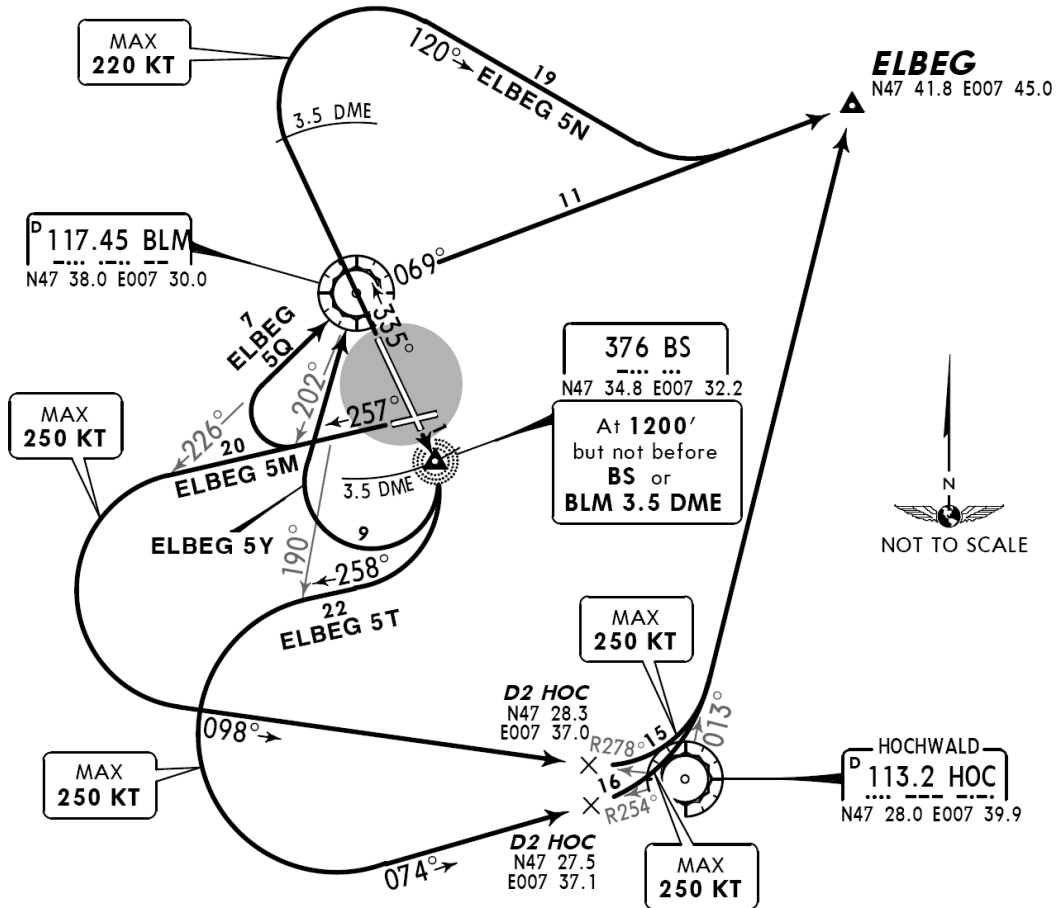 MAX
220 KT
120°
19
ELBEG 5N
ELBEG
N47 41.8 E007 45.0
3.5 DME
11
D 117.45 BLM
N47 38.0 E007 30.0
069°
335°
7
ELBEG
5Q
376 BS
N47 34.8 E007 32.2
At 1200'
but not before
BS or
BLM 3.5 DME
202°
257°
MAX
250 KT
226°
20
ELBEG 5M
3.5 DME
N
NOT TO SCALE
ELBEG 5Y
9
190°
258°
22
ELBEG 5T
MAX
250 KT
D2 HOC
N47 28.3
E007 37.0
098°
R278°
15
013°
HOCHWALD
D 113.2 HOC
N47 28.0 E007 39.9
MAX
250 KT
16
R254°
D2 HOC
N47 27.5
E007 37.1
074°
MAX
250 KT